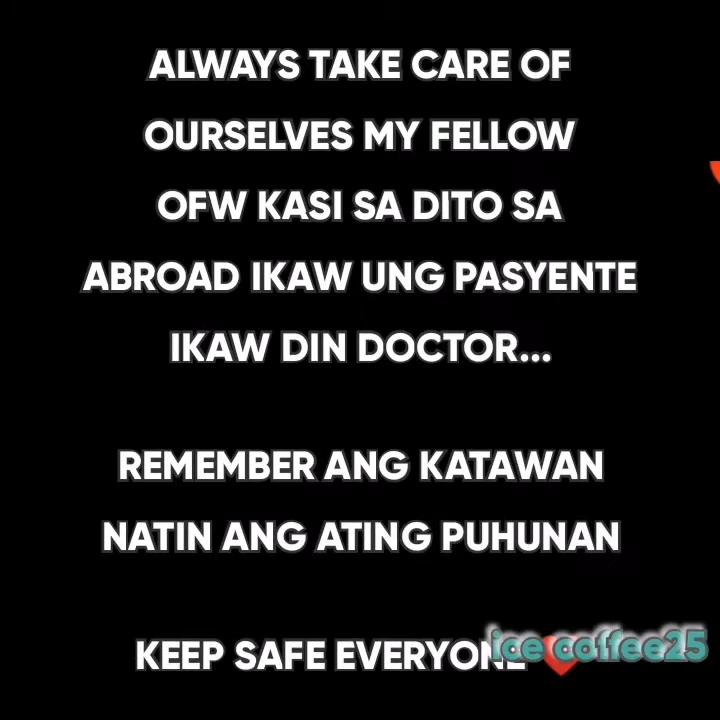 ALWAYS TAKE CARE OF
OURSELVES MY FELLOW
OFW KASI SA DITO SA
ABROAD IKAW UNG PASYENTE
IKAW DIN DOCTOR...
REMEMBER ANG KATAWAN
NATIN ANG ATING PUHUNAN
KEEP SAFE EVERYONE ❤️
ice coffee25